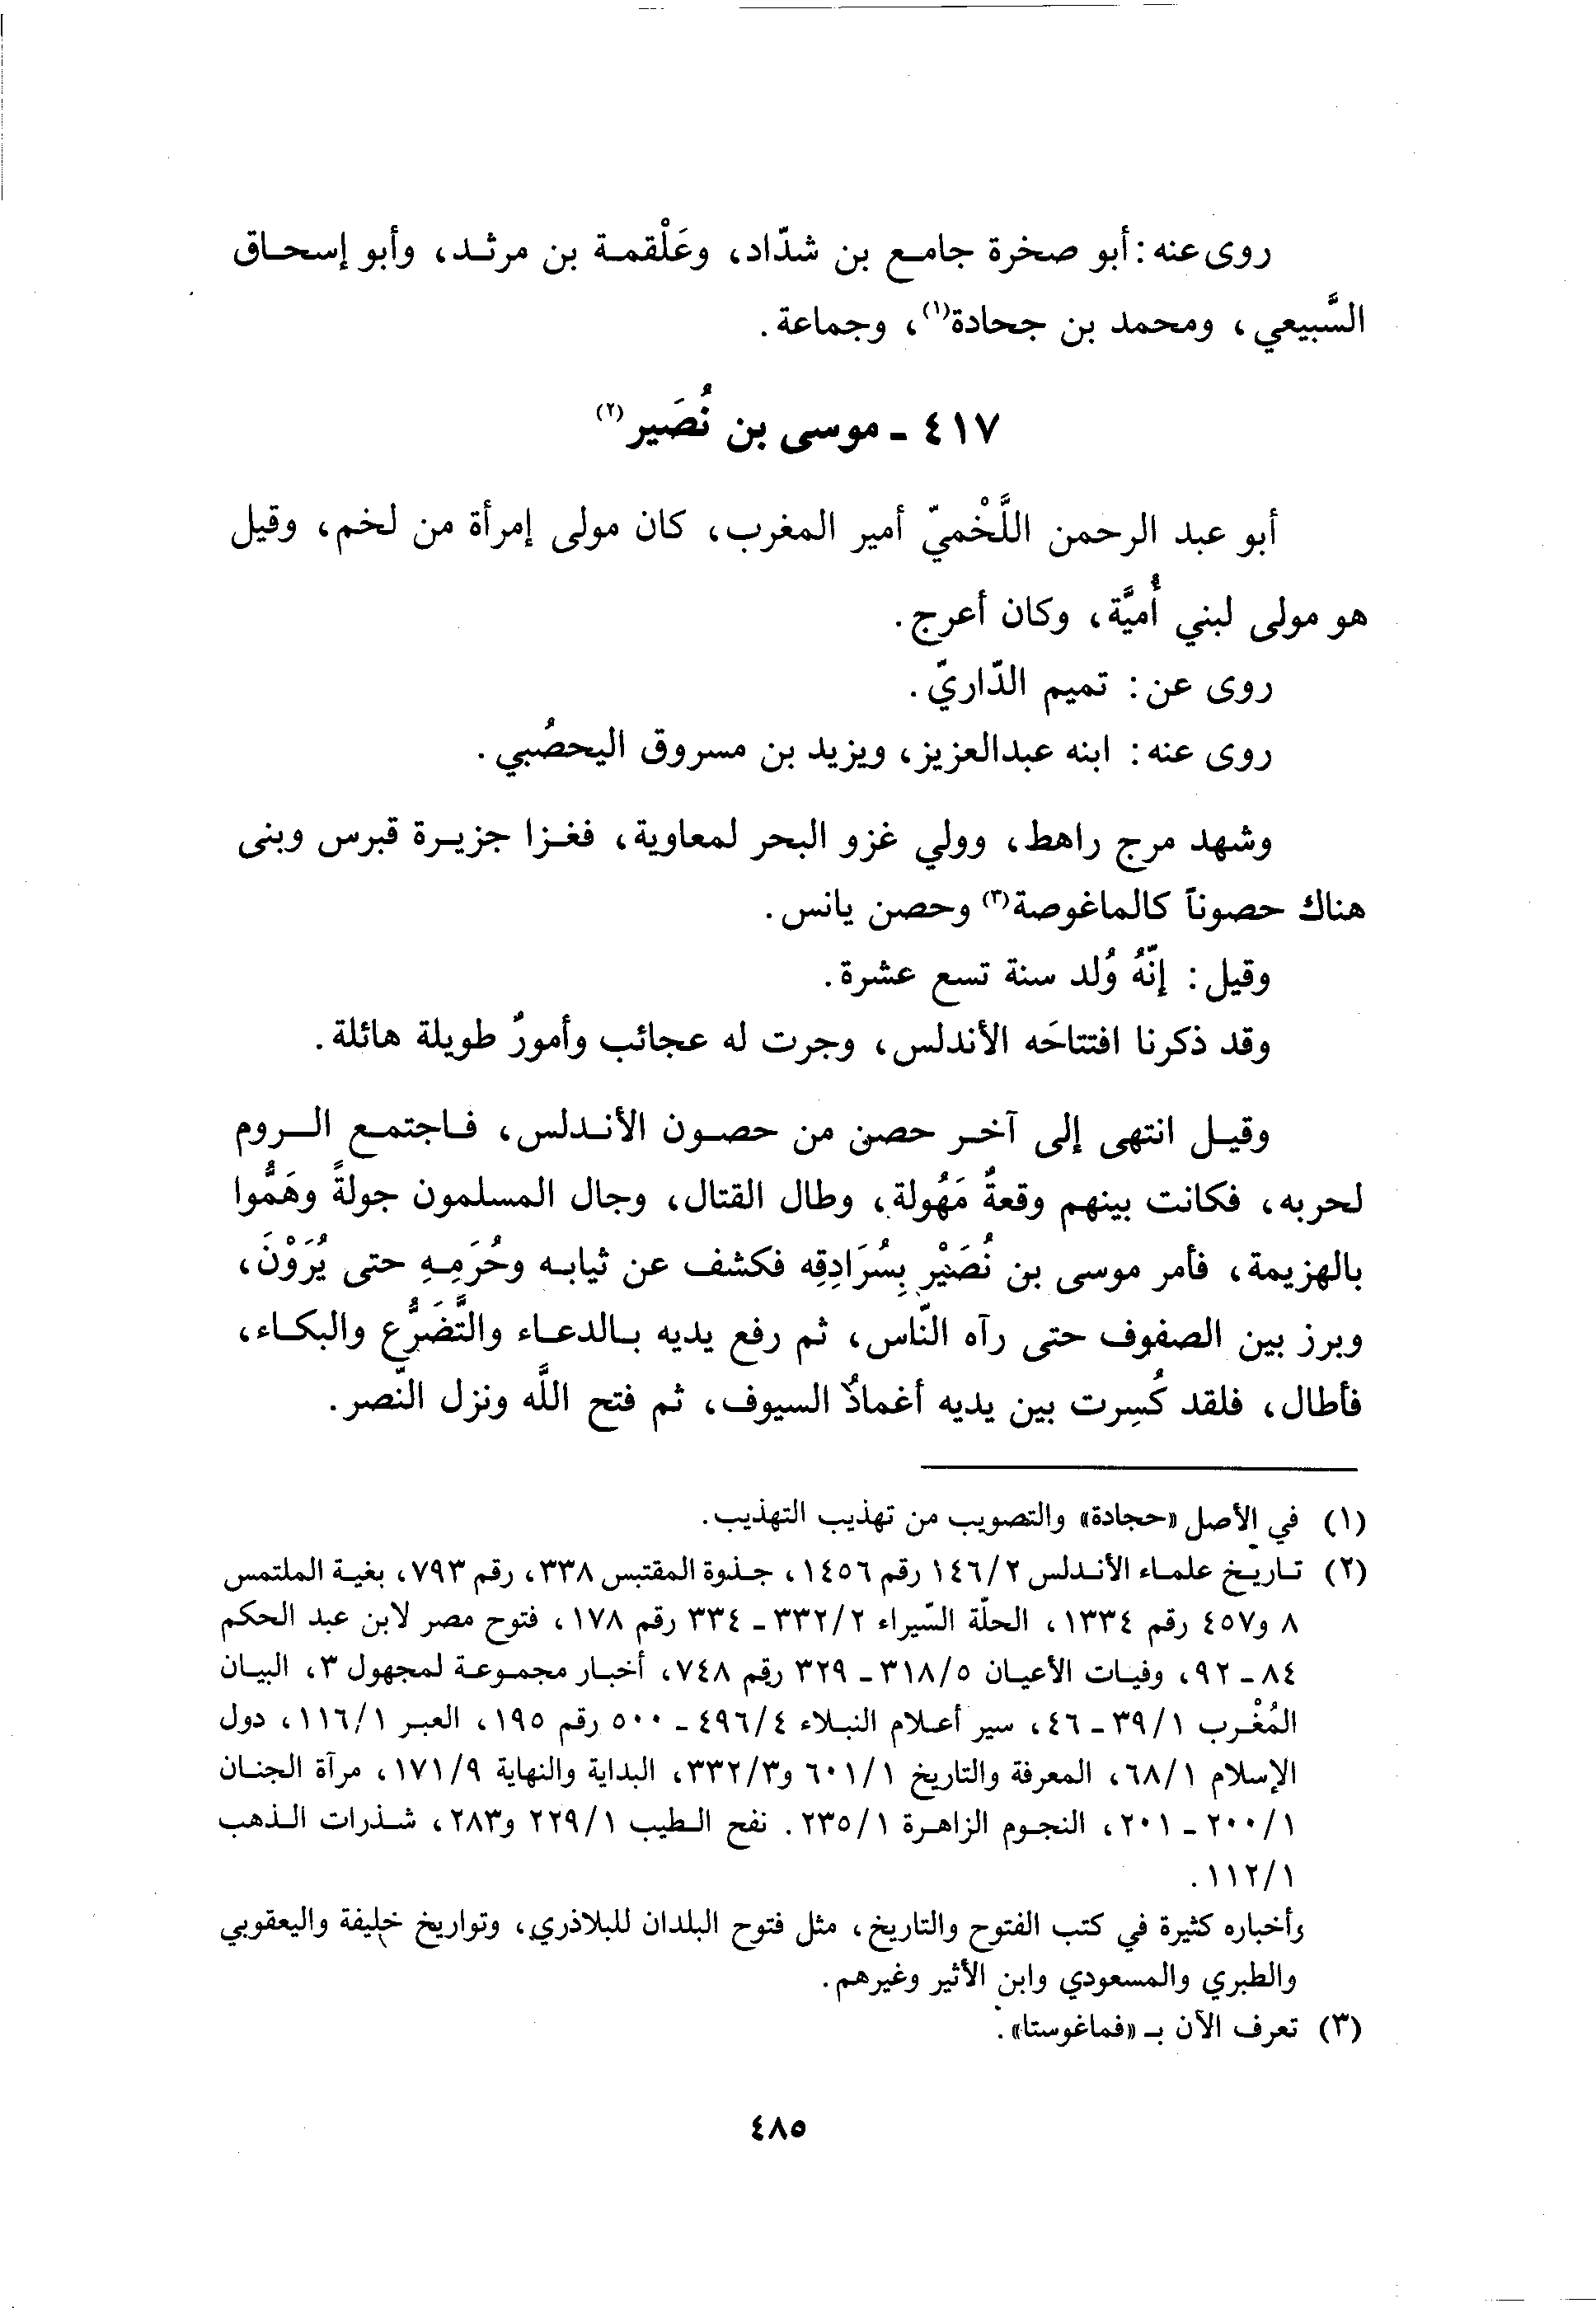 روى عنه: أبو صخرة جامع بن شدّاد، وعَلْقمة بن مرثد، وأبو إسحاق
السَّبيعي، ومحمد بن جحادة(١)، وجماعة.
٤١٧ ـ موسى بن نُصَير(٢)
أبو عبد الرحمن اللَّخْميّ أمير المغرب، كان مولى إمرأة من لخم، وقيل
هو مولى لبني أُميَّة، وكان أعرج.
روى عن: تميم الدّاريّ.
روى عنه: ابنه عبدالعزيز، ويزيد بن مسروق اليحصُبي.
وشهد مرج راهط، وولي غزو البحر لمعاوية، فغزا جزيرة قبرس وبنى
هناك حصوناً كالماغوصة(٣) وحصن يانس.
وقيل: إنّهُ وُلد سنة تسع عشرة.
وقد ذكرنا افتتاحَه الأندلس، وجرت له عجائب وأمورٌ طويلة هائلة.
وقيل انتهى إلى آخر حصن من حصون الأندلس، فاجتمع الروم
لحربه، فكانت بينهم وقعةٌ مَهُولة، وطال القتال، وجال المسلمون جولةً وهَمُّوا
بالهزيمة، فأمر موسى بن نُصَيْر بِسُرَادِقِه فكشف عن ثيابه وحُرَمِهِ حتى يُرَوْنَ،
وبرز بين الصفوف حتى رآه النّاس، ثم رفع يديه بالدعاء والتَّضَرُّع والبكاء،
فأطال، فلقد كُسِرت بين يديه أغمادٌ السيوف، ثم فتح اللَّه ونزل النّصر.
(١) في الأصل «حجادة» والتصويب من تهذيب التهذيب.
(٢) تاريخ علماء الأندلس ١٤٦/٢ رقم ١٤٥٦، جذوة المقتبس ٣٣٨، رقم ٧٩٣، بغية الملتمس
٨ و٤٥٧ رقم ١٣٣٤، الحلّة السّيراء ٣٣٢/٢ ـ ٣٣٤ رقم ١٧٨، فتوح مصر لابن عبد الحكم
٨٤ ـ ٩٢، وفيات الأعيان ٣١٨/٥ ـ ٣٢٩ رقم ٧٤٨، أخبار مجموعة لمجهول ٣، البيان
المُغْرب ٣٩/١ ـ ٤٦، سير أعلام النبلاء ٤٩٦/٤ ـ ٥٠٠ رقم ١٩٥، العبر ١١٦/١، دول
الإسلام ٦٨/١، المعرفة والتاريخ ٦٠١/١ و٣٣٢/٣، البداية والنهاية ١٧١/٩، مرآة الجنان
٢٠٠/١ ـ ٢٠١، النجوم الزاهرة ٢٣٥/١. نفح الطيب ٢٢٩/١ و٢٨٣، شذرات الذهب
١١٢/١.
وأخباره كثيرة في كتب الفتوح والتاريخ، مثل فتوح البلدان للبلاذري، وتواريخ خليفة واليعقوبي
والطبري والمسعودي وابن الأثير وغيرهم.
(٣) تعرف الآن بـ «فماغوستا».
٤٨٥